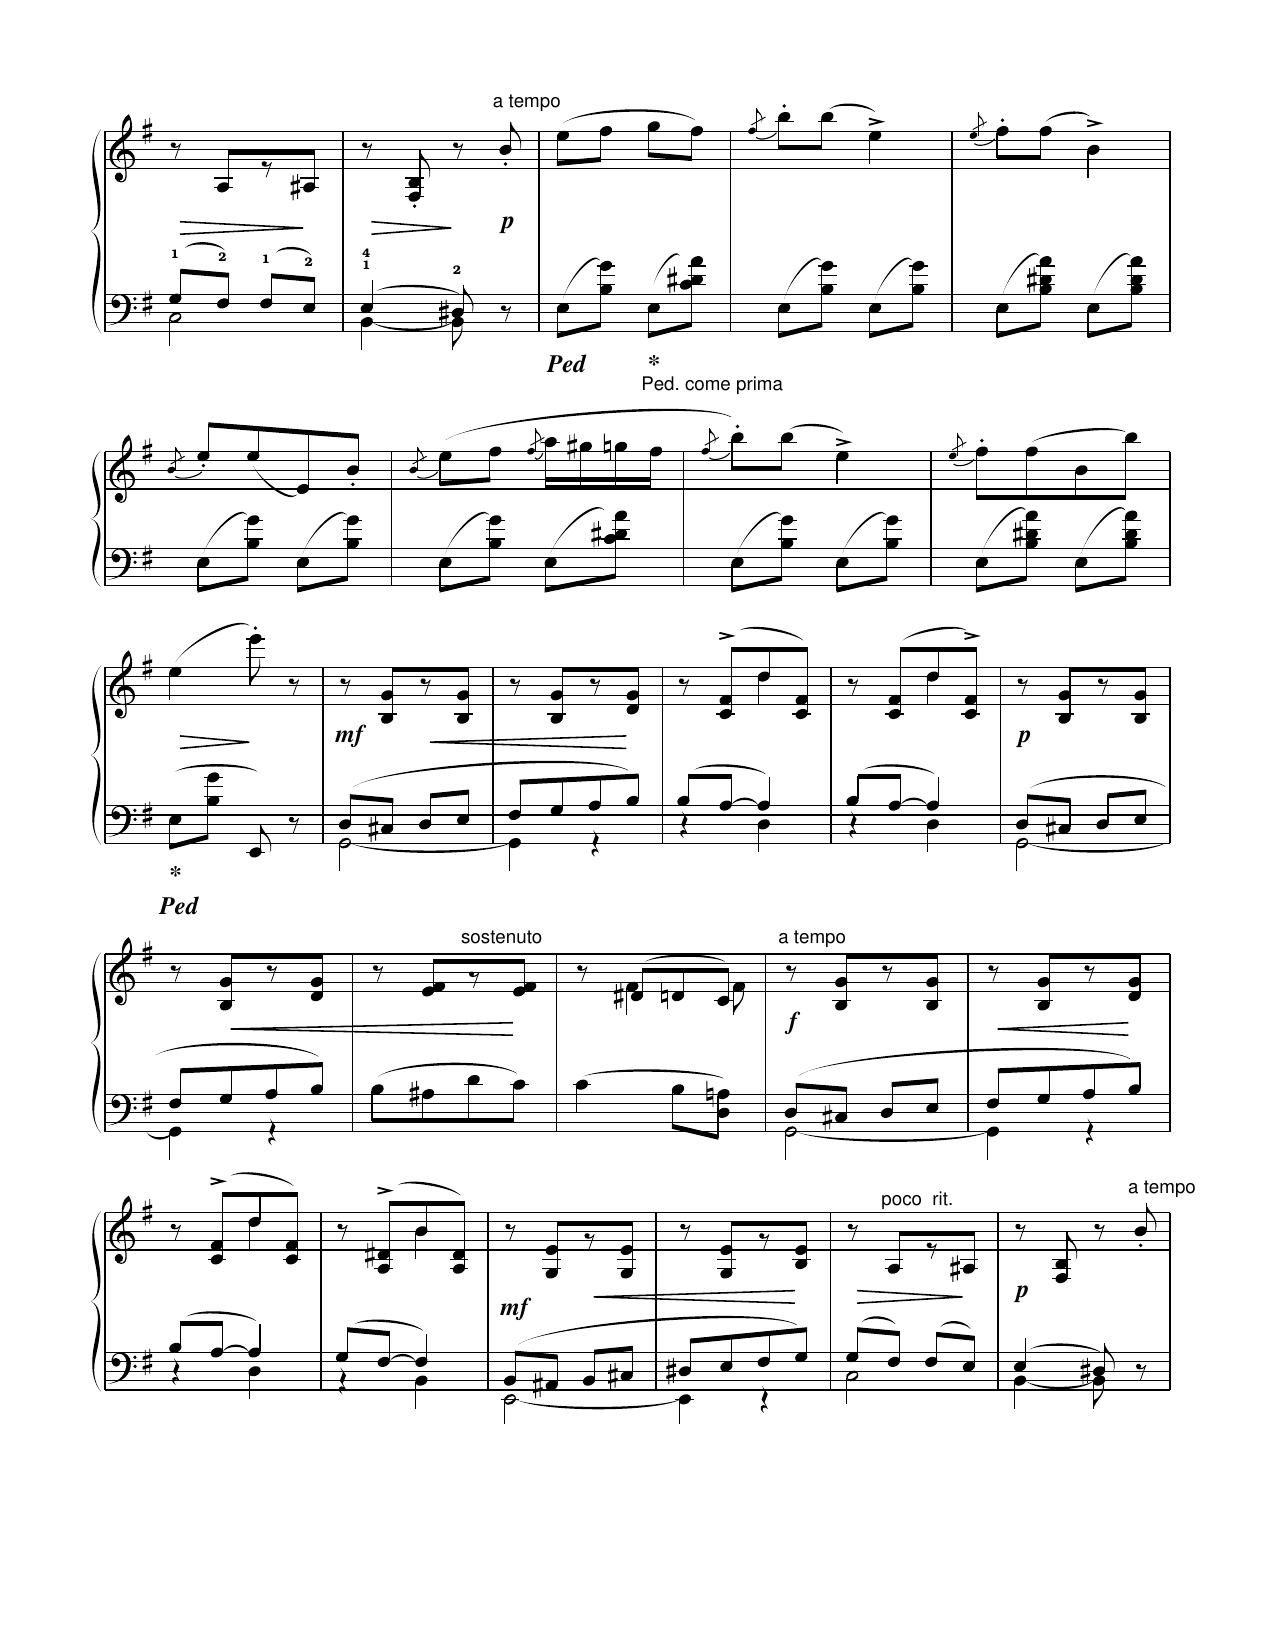 a tempo
p
1 2 1 2 4
1 2
Ped *
Ped. come prima
mf p
*
Ped
sostenuto a tempo
f
poco rit. a tempo
mf p